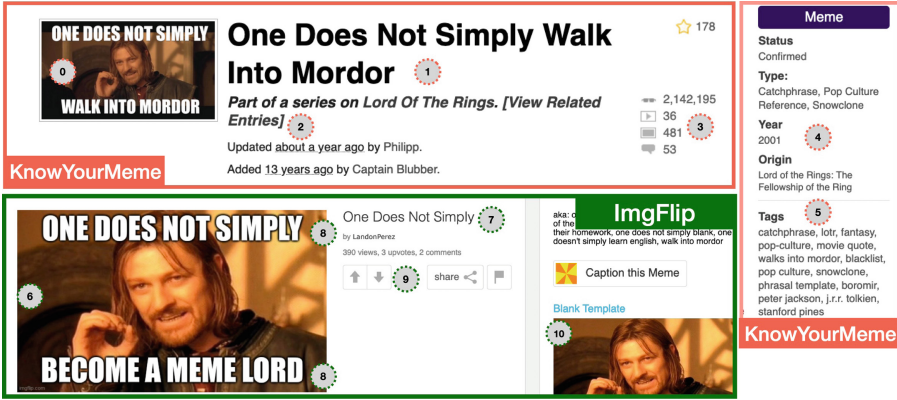 ONE DOES NOT SIMPLY
0
WALK INTO MORDOR
One Does Not Simply Walk
Into Mordor
1
Part of a series on Lord Of The Rings. [View Related
Entries]
2
Updated about a year ago by Philipp.
Added 13 years ago by Captain Blubber.
178
2,142,195
36
481
53
3
KnowYourMeme
Meme
Status
Confirmed
Type:
Catchphrase, Pop Culture
Reference, Snowclone
Year
2001
4
Origin
Lord of the Rings: The
Fellowship of the Ring
Tags
5
catchphrase, lotr, fantasy,
pop-culture, movie quote,
walks into mordor, blacklist,
pop culture, snowclone,
phrasal template, boromir,
peter jackson, j.r.r. tolkien,
stanford pines
KnowYourMeme
ONE DOES NOT SIMPLY
8
6
BECOME A MEME LORD
8
imgflip.com
One Does Not Simply
7
by LandonPerez
390 views, 3 upvotes, 2 comments
9
share
ImgFlip
aka: o
of the
their homework, one does not simply blank, one
doesn't simply learn english, walk into mordor
Caption this Meme
Blank Template
10